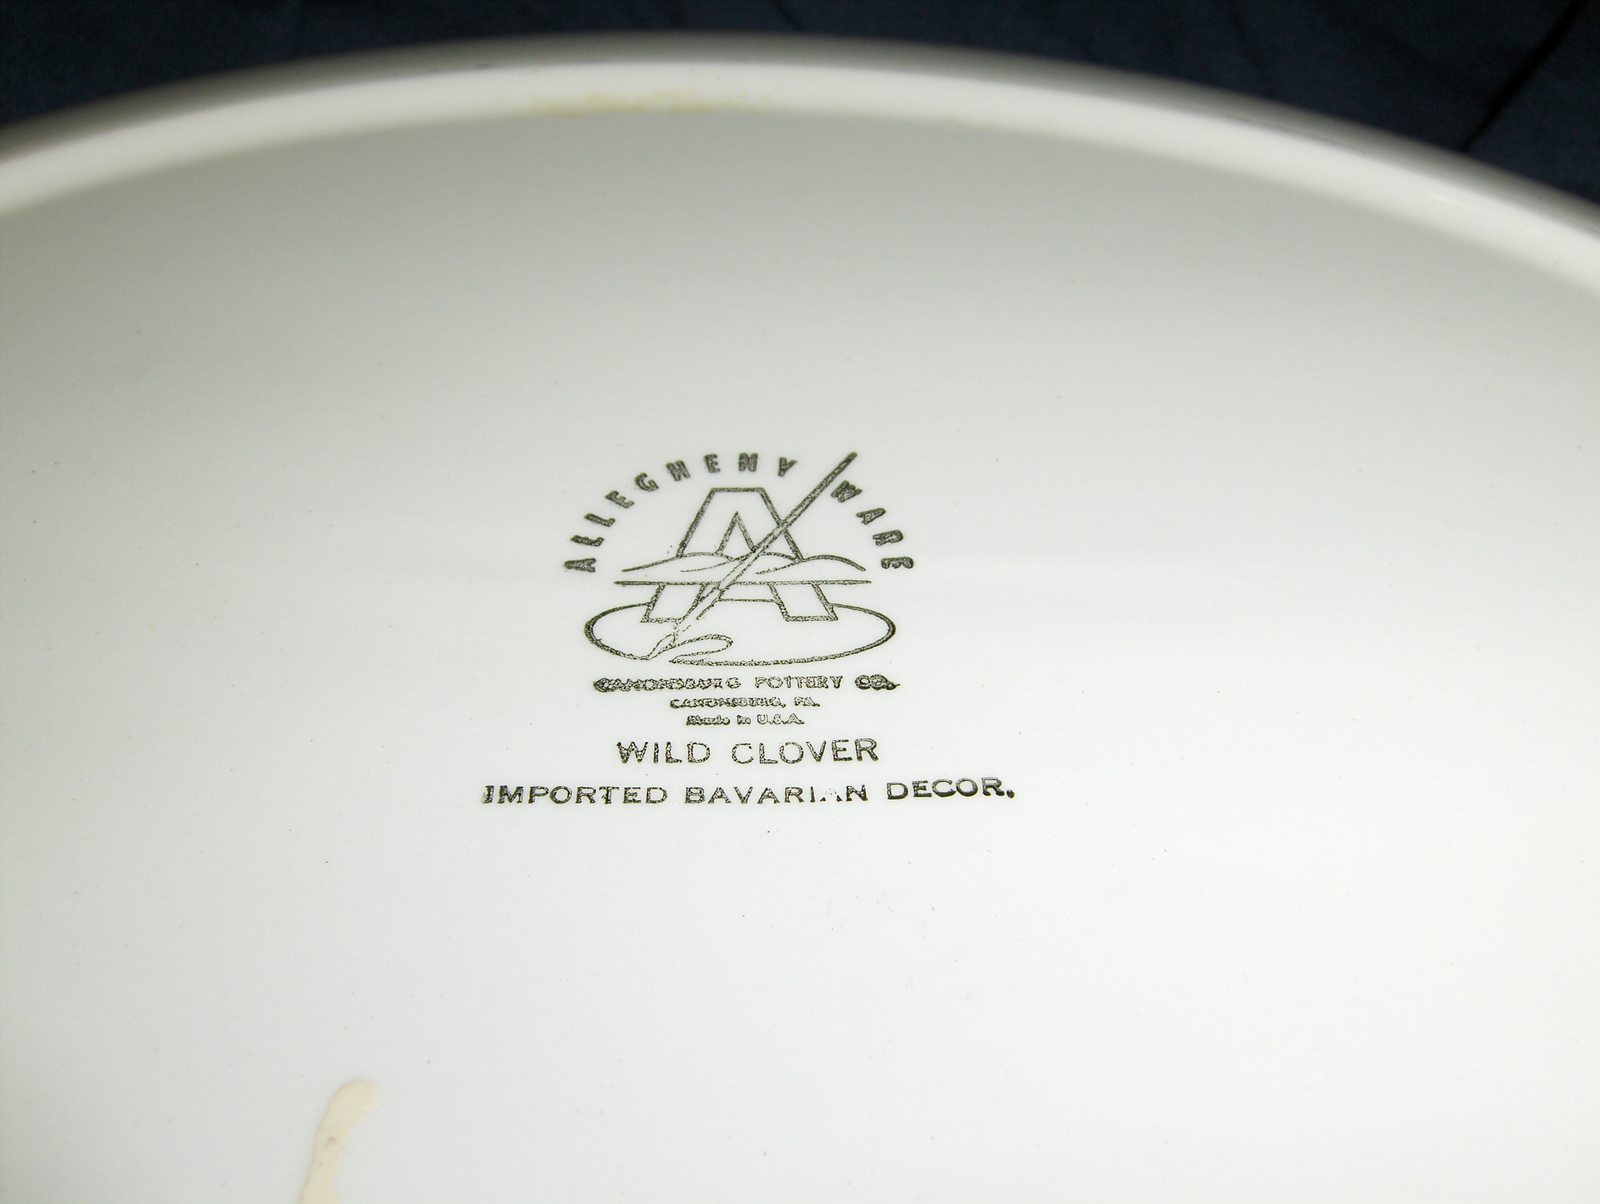 ALLEGHENY WARE
CANONSBURG POTTERY CO.
CANONSBURG, PA.
Made in U.S.A.
WILD CLOVER
IMPORTED BAVARIAN DECOR.